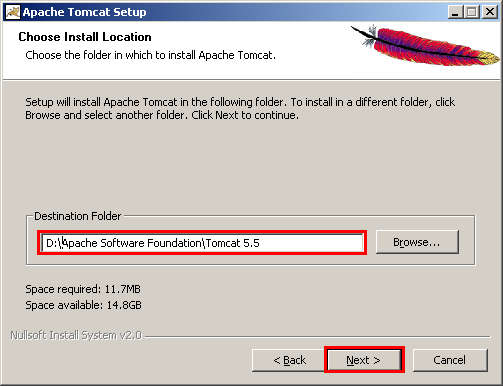 Apache Tomcat Setup
Choose Install Location
Choose the folder in which to install Apache Tomcat.
Setup will install Apache Tomcat in the following folder. To install in a different folder, click
Browse and select another folder. Click Next to continue.
Destination Folder
D:\Apache Software Foundation\Tomcat 5.5
Browse...
Space required: 11.7MB
Space available: 14.8GB
Nullsoft Install System v2.0
< Back
Next >
Cancel